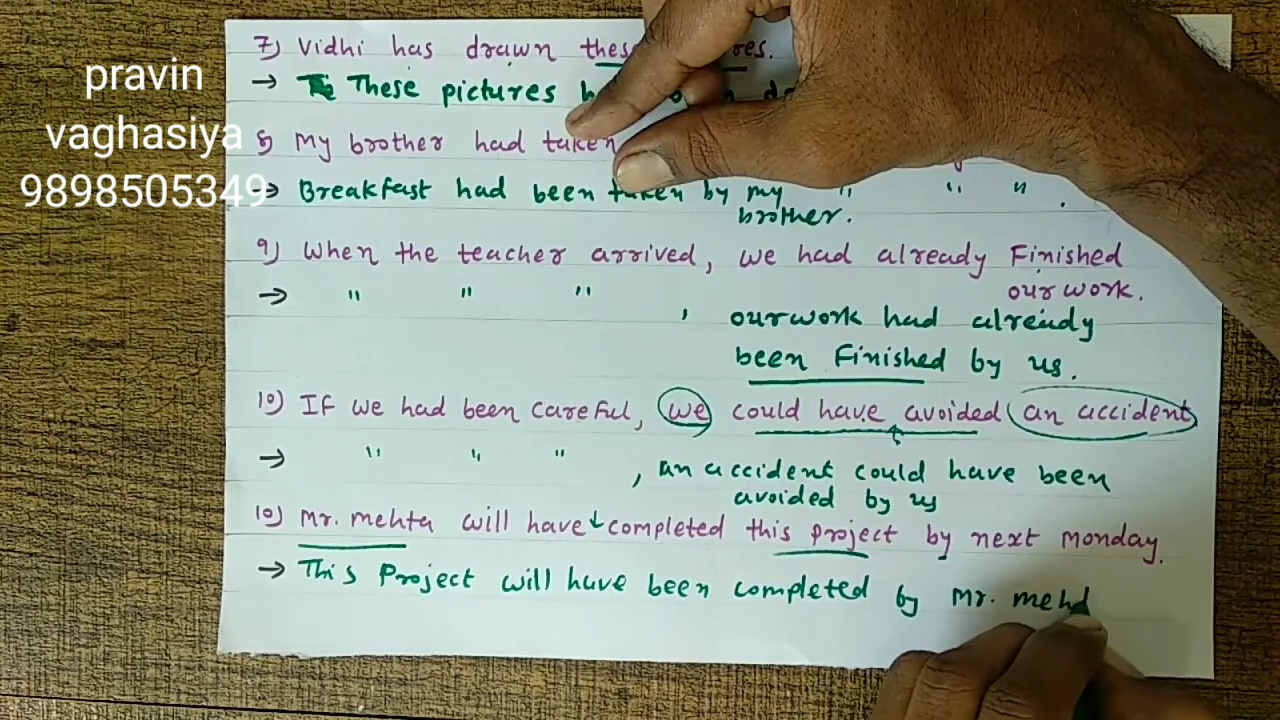 7) Vidhi has drawn
→ These pictures
8) My brother had taken
→ Breakfast had been taken by my " " " .
brother.
9) When the teacher arrived, we had already Finished
our work.
→ " " " , our work had already
been Finished by us.
10) If we had been careful, we could have avoided an accident
→ " " " , an accident could have been
avoided by us
10) Mr. mehta will have ↓ completed this project by next monday.
→ This Project will have been completed by Mr. mehd
pravin
vaghasiya
9898505349